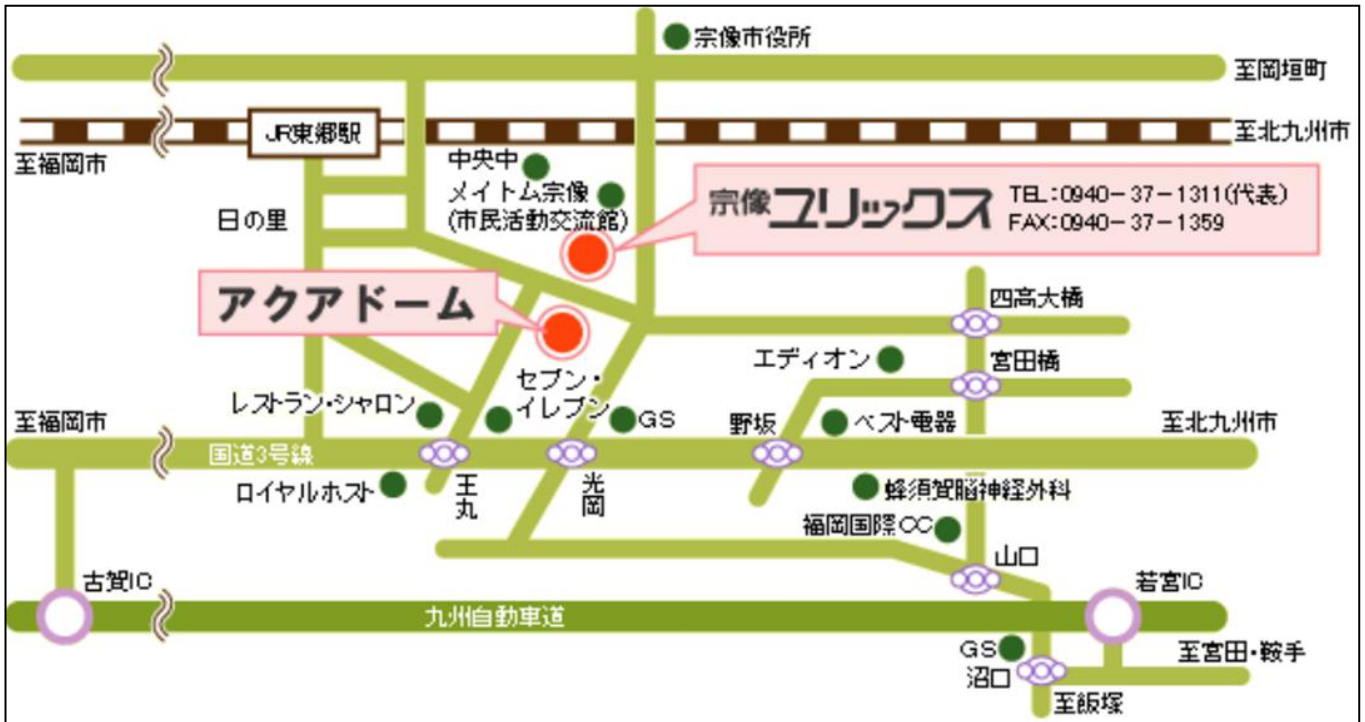 宗像市役所
至岡垣町
JR東郷駅
至北九州市
至福岡市
中央中
メイトム宗像
(市民活動交流館)
宗像ユリックス
TEL:0940-37-1311(代表)
FAX:0940-37-1359
日の里
アクアドーム
四高大橋
エディオン
宮田橋
セブン・
イレブン
レストラン・シャロン
GS
野坂
ベスト電器
至福岡市
至北九州市
国道3号線
ロイヤルホスト
王丸
光岡
蜂須賀脳神経外科
福岡国際CC
山口
古賀IC
若宮IC
九州自動車道
GS
沼口
至宮田・鞍手
至飯塚